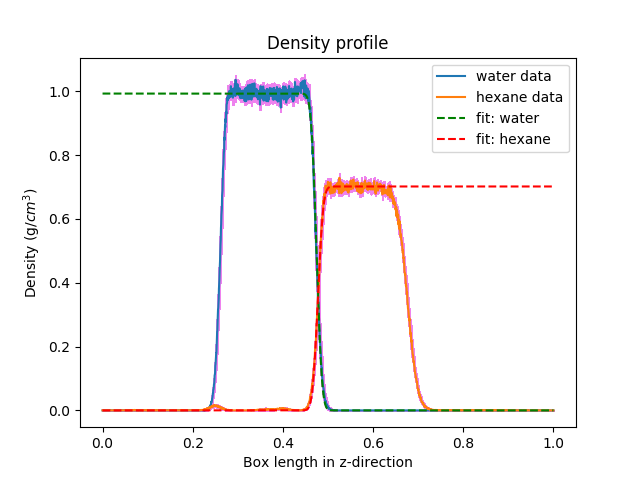 Density profile
water data
hexane data
fit: water
fit: hexane
Density (g/cm³)
1.0
0.8
0.6
0.4
0.2
0.0
0.0 0.2 0.4 0.6 0.8 1.0
Box length in z-direction